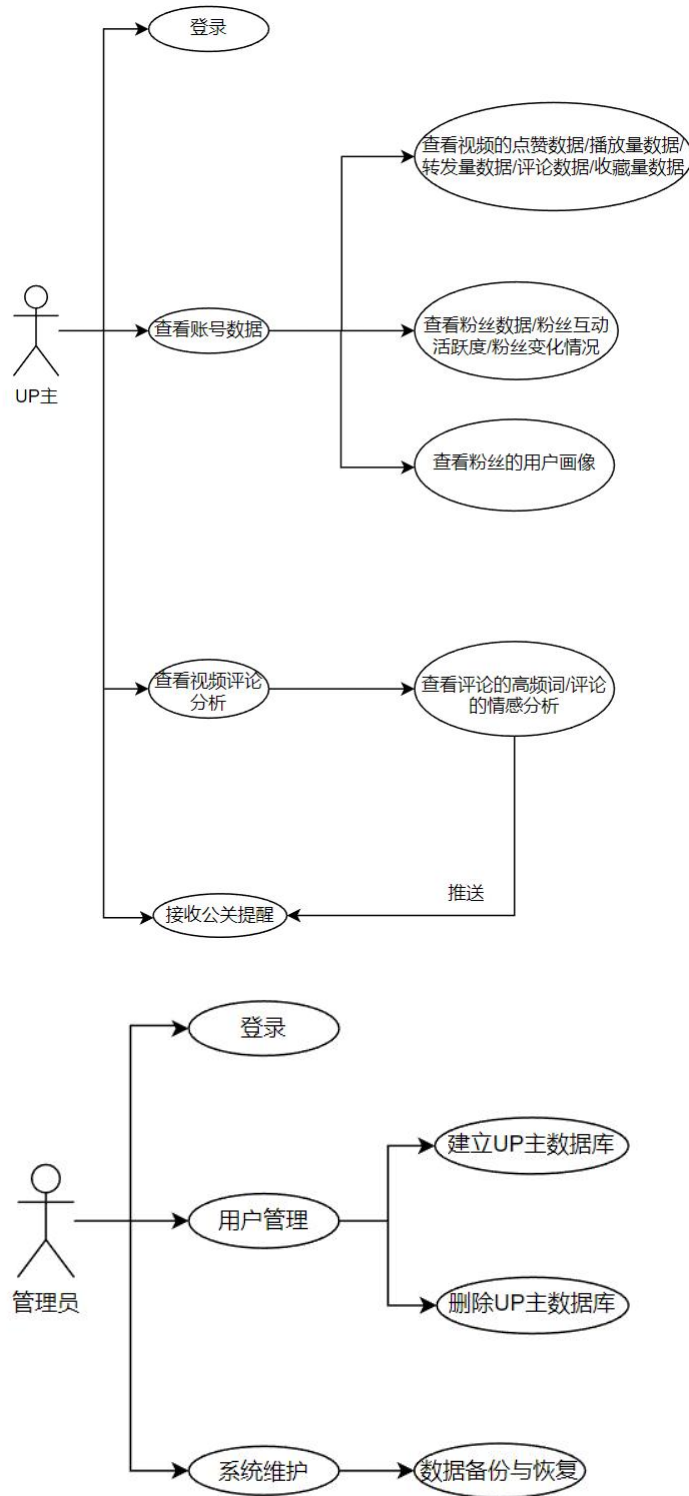 登录
查看视频的点赞数据/播放量数据/
转发量数据/评论数据/收藏量数据
查看账号数据
查看粉丝数据/粉丝互动
活跃度/粉丝变化情况
UP主
查看粉丝的用户画像
查看视频评论
分析
查看评论的高频词/评论
的情感分析
推送
接收公关提醒
登录
建立UP主数据库
用户管理
管理员
删除UP主数据库
系统维护
数据备份与恢复